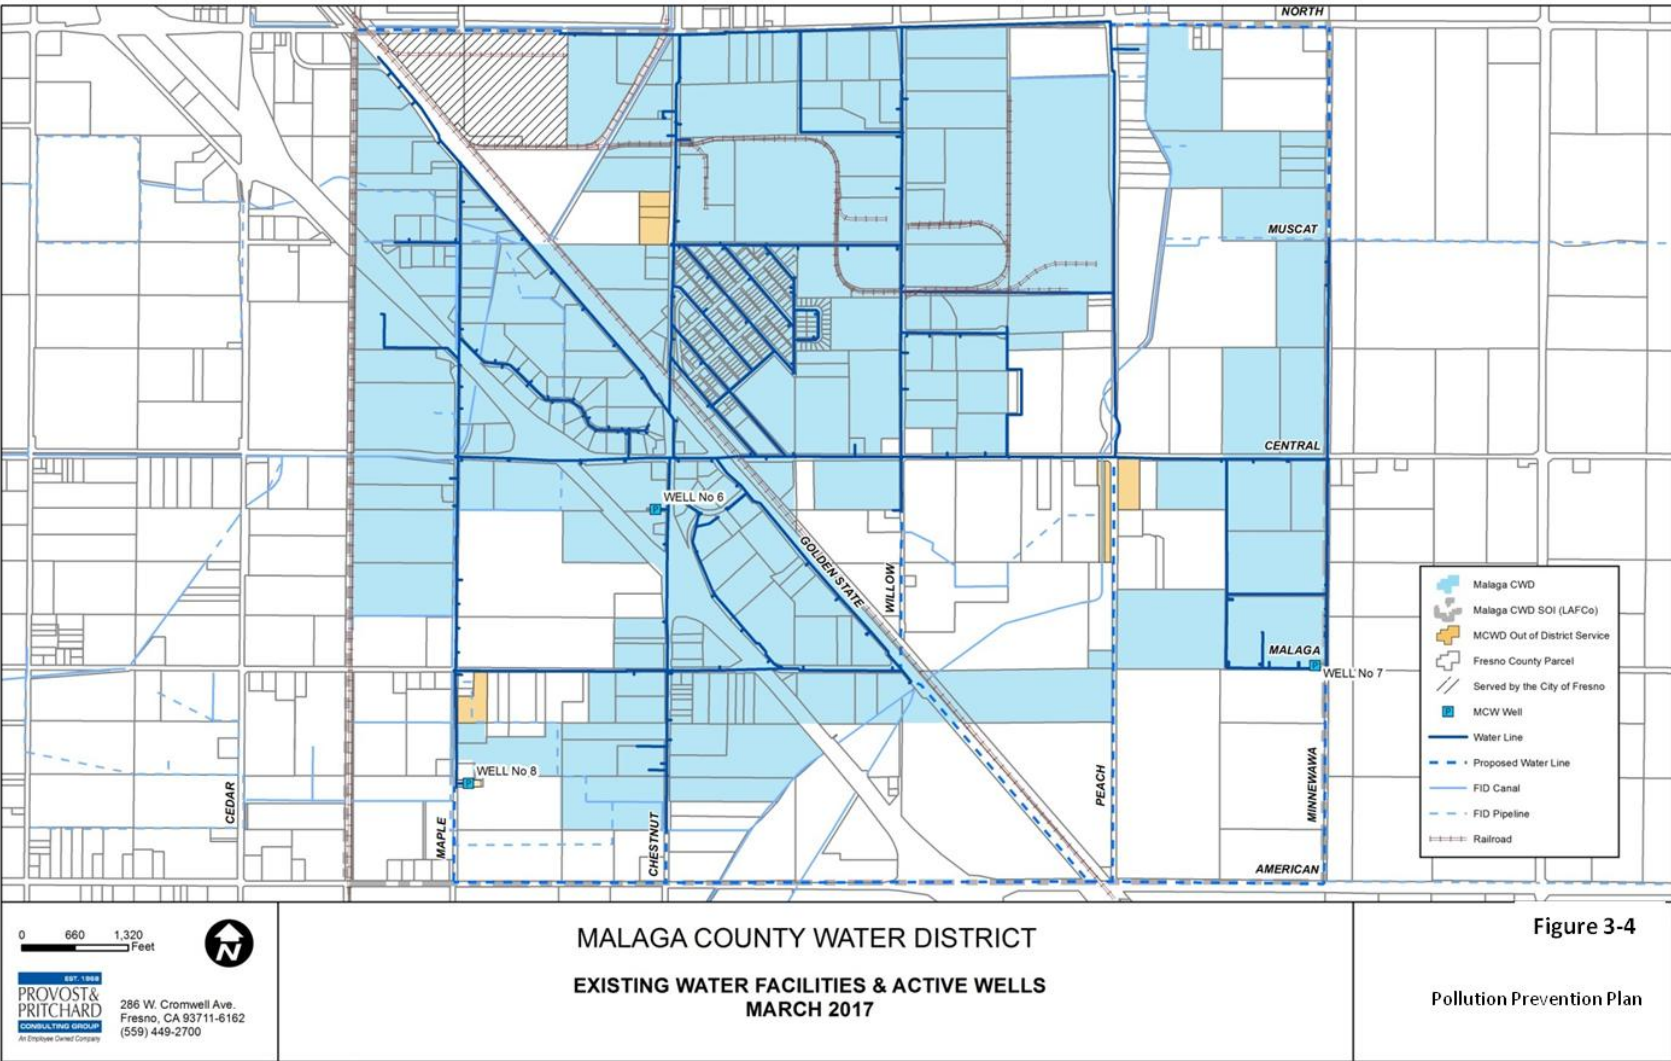 NORTH
MUSCAT
CENTRAL
WELL No 6
GOLDEN STATE
WILLOW
MALAGA
WELL No 7
WELL No 8
CEDAR
MAPLE
CHESTNUT
PEACH
MINNEWAWA
AMERICAN
Malaga CWD
Malaga CWD SOI (LAFCo)
MCWD Out of District Service
Fresno County Parcel
Served by the City of Fresno
P MCW Well
Water Line
Proposed Water Line
FID Canal
FID Pipeline
Railroad
0 660 1,320
Feet
N
EST. 1968
PROVOST&
PRITCHARD
CONSULTING GROUP
An Employee Owned Company
286 W. Cromwell Ave.
Fresno, CA 93711-6162
(559) 449-2700
MALAGA COUNTY WATER DISTRICT
EXISTING WATER FACILITIES & ACTIVE WELLS
MARCH 2017
Figure 3-4
Pollution Prevention Plan